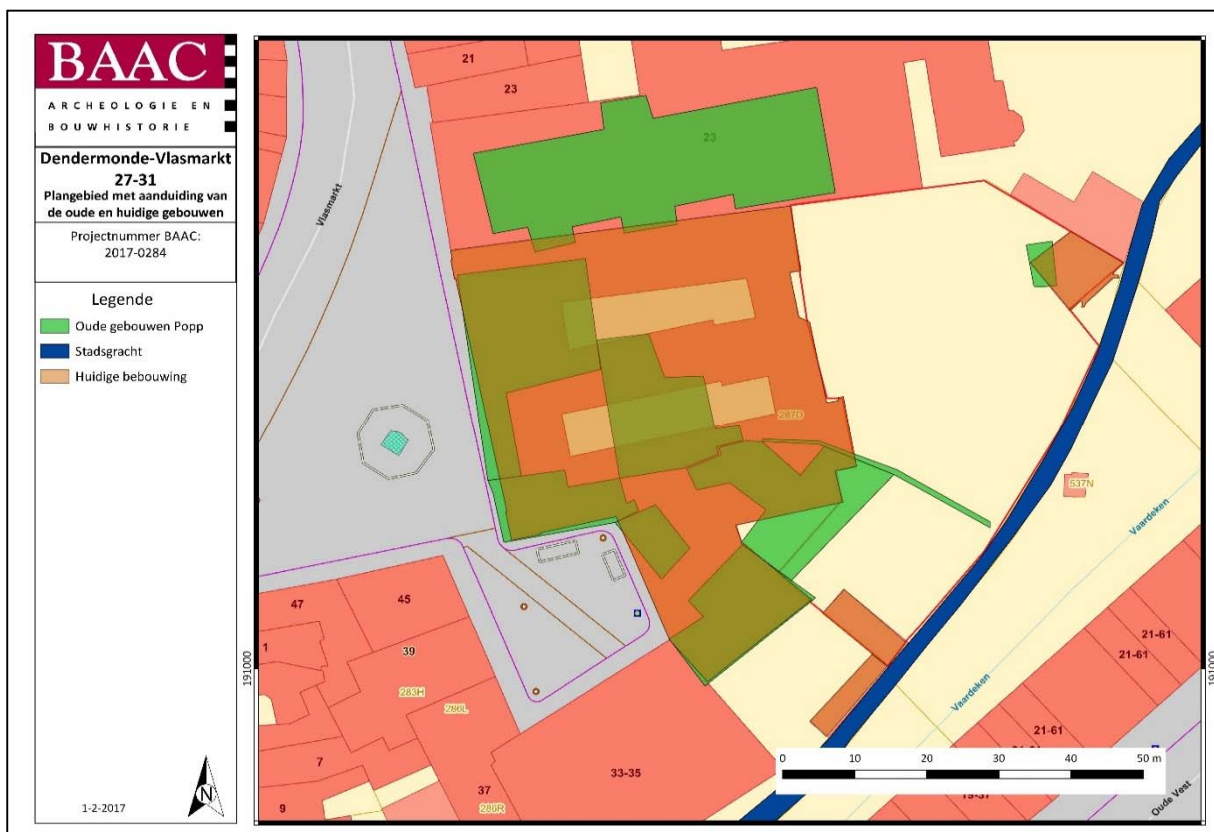 BAAC
ARCHEOLOGIE EN
BOUWHISTORIE
Dendermonde-Vlasmarkt
27-31
Plangebied met aanduiding van
de oude en huidige gebouwen
Projectnummer BAAC:
2017-0284
Legende
Oude gebouwen Popp
Stadsgracht
Huidige bebouwing
N
1-2-2017
21
23
23
Vlasmarkt
287D
537N
Vaardeken
47
45
1
39
283H
286L
7
9
37
286R
33-35
Vaardeken
21-61
21-61
21-61
21-61
19-37
Oude Vest
191000
191000
0 10 20 30 40 50 m